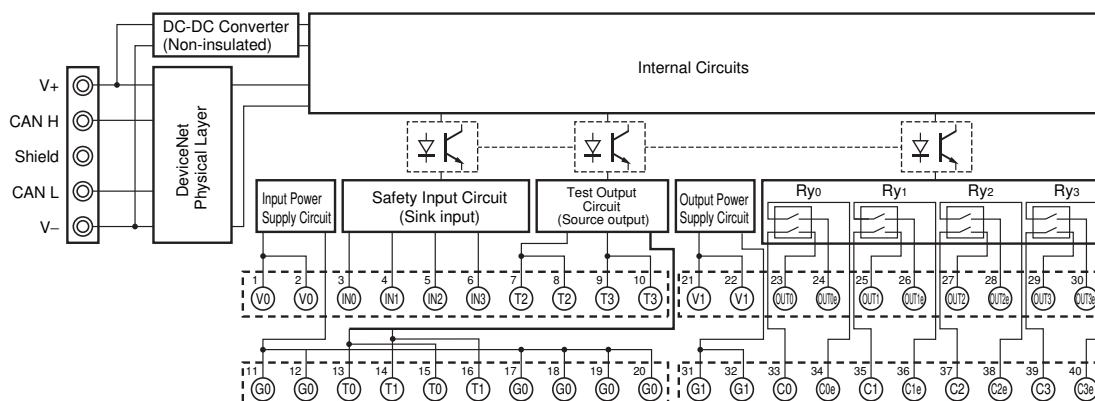 DC-DC Converter
(Non-insulated)
Internal Circuits
V+
CAN H
Shield
CAN L
V–
DeviceNet
Physical Layer
Input Power
Supply Circuit
Safety Input Circuit
(Sink input)
Test Output
Circuit
(Source output)
Output Power
Supply Circuit
Ry0 Ry1 Ry2 Ry3
1 2 3 4 5 6 7 8 9 10 21 22 23 24 25 26 27 28 29 30
V0 V0 IN0 IN1 IN2 IN3 T2 T2 T3 T3 V1 V1 OUT0 OUT0e OUT1 OUT1e OUT2 OUT2e OUT3 OUT3e
11 12 13 14 15 16 17 18 19 20 31 32 33 34 35 36 37 38 39 40
G0 G0 T0 T1 T0 T1 G0 G0 G0 G0 G1 G1 C0 C0e C1 C1e C2 C2e C3 C3e